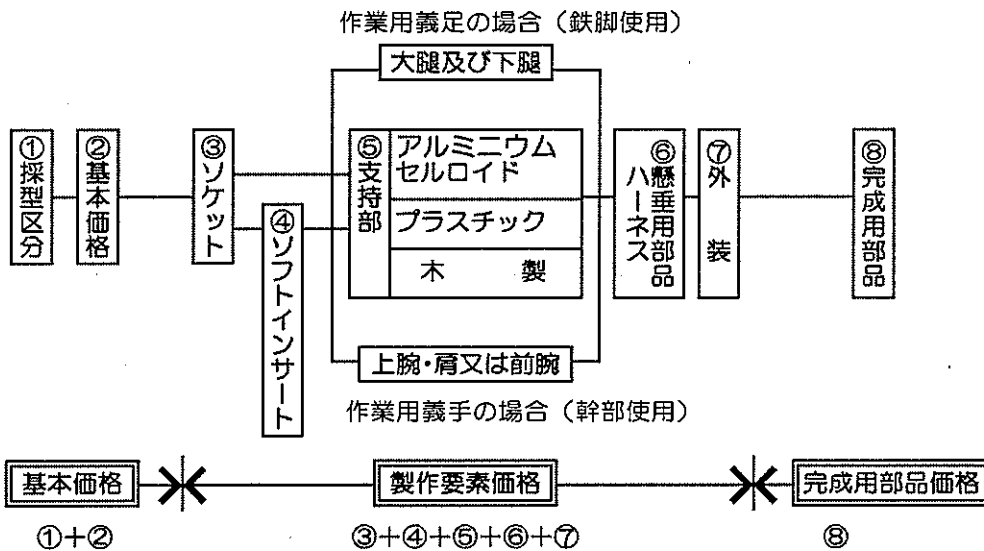 作業用義足の場合（鉄脚使用）
大腿及び下腿
①採型区分
②基本価格
③ソケット
④ソフトインサート
⑤支持部
アルミニウム
セルロイド
プラスチック
木　製
⑥懸垂用部品
ハーネス
⑦外装
⑧完成用部品
上腕・肩又は前腕
作業用義手の場合（幹部使用）
基本価格
製作要素価格
完成用部品価格
①+②
③+④+⑤+⑥+⑦
⑧